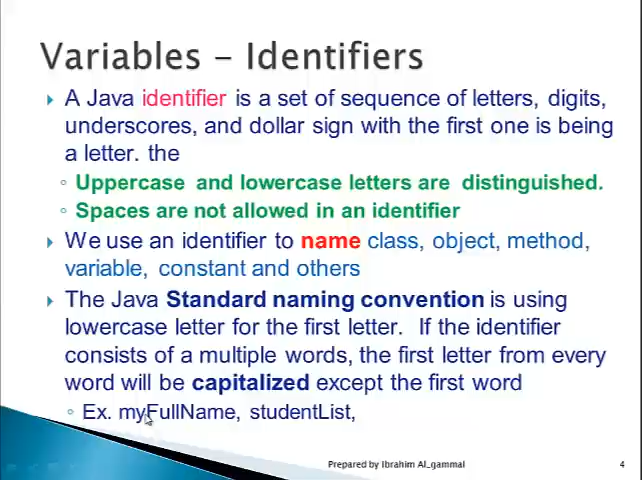 Variables – Identifiers
A Java identifier is a set of sequence of letters, digits,
underscores, and dollar sign with the first one is being
a letter. the
Uppercase and lowercase letters are distinguished.
Spaces are not allowed in an identifier
We use an identifier to name class, object, method,
variable, constant and others
The Java Standard naming convention is using
lowercase letter for the first letter. If the identifier
consists of a multiple words, the first letter from every
word will be capitalized except the first word
Ex. myFullName, studentList,
Prepared by Ibrahim Al_gammal 4